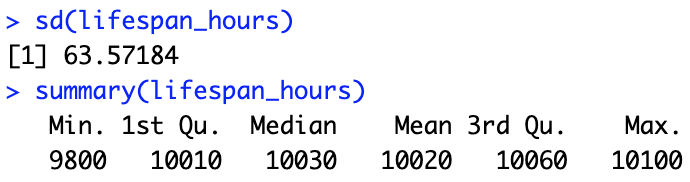 > sd(lifespan_hours)
[1] 63.57184
> summary(lifespan_hours)
Min. 1st Qu. Median Mean 3rd Qu. Max.
9800 10010 10030 10020 10060 10100